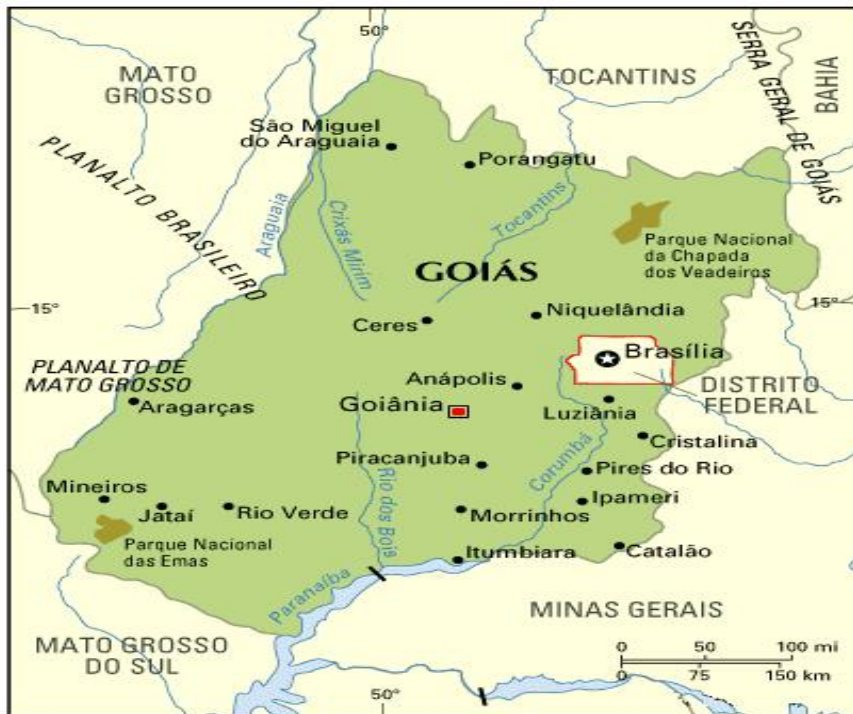 50°
MATO
GROSSO
TOCANTINS
BAHIA
SERRA GERAL DE GOIÁS
São Miguel
do Araguaia
Porangatu
PLANALTO BRASILEIRO
Araguaia
Crixás Mirim
Tocantins
Parque Nacional
da Chapada
dos Veadeiros
GOIÁS
15°
15°
Niquelândia
Ceres
Brasília
PLANALTO DE
MATO GROSSO
Anápolis
DISTRITO
FEDERAL
Aragarças
Goiânia
Luziânia
Cristalina
Corumbá
Piracanjuba
Pires do Rio
Mineiros
Rio dos Bois
Ipameri
Jataí
Rio Verde
Morrinhos
Parque Nacional
das Emas
Itumbiara
Catalão
Paranaíba
MINAS GERAIS
MATO GROSSO
DO SUL
0 50 100 mi
0 75 150 km
50°